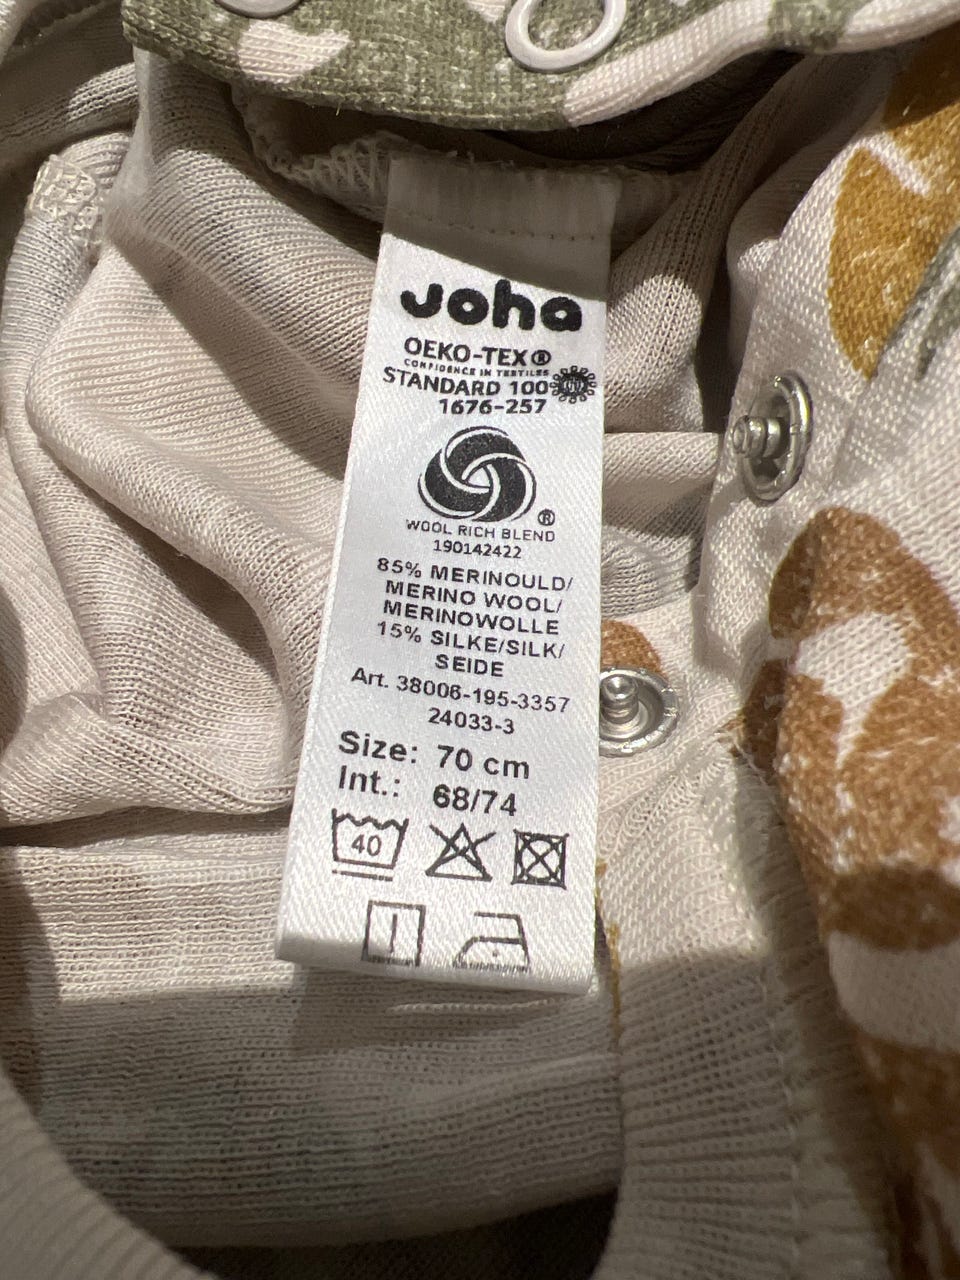 Joha
OEKO-TEX®
CONFIDENCE IN TEXTILES
STANDARD 100
1676-257
®
WOOL RICH BLEND
190142422
85% MERINOULD/
MERINO WOOL/
MERINOWOLLE
15% SILKE/SILK/
SEIDE
Art. 38006-195-3357
24033-3
Size: 70 cm
Int.: 68/74
40